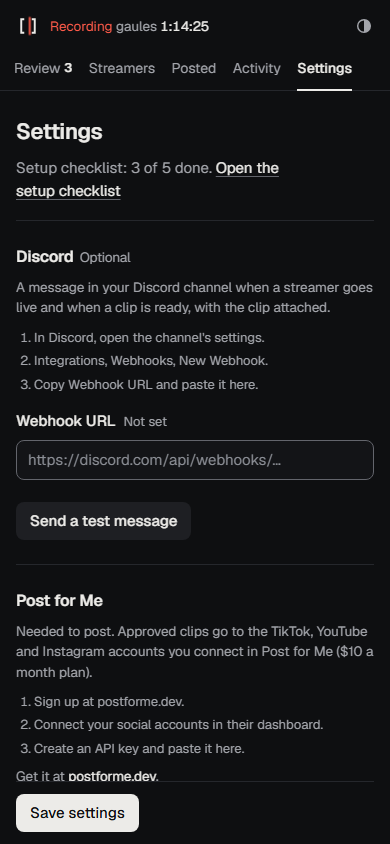 Recording gaules 1:14:25
Review 3 Streamers Posted Activity Settings
Settings
Setup checklist: 3 of 5 done. Open the
setup checklist
Discord Optional
A message in your Discord channel when a streamer goes
live and when a clip is ready, with the clip attached.
1. In Discord, open the channel's settings.
2. Integrations, Webhooks, New Webhook.
3. Copy Webhook URL and paste it here.
Webhook URL Not set
https://discord.com/api/webhooks/...
Send a test message
Post for Me
Needed to post. Approved clips go to the TikTok, YouTube
and Instagram accounts you connect in Post for Me ($10 a
month plan).
1. Sign up at postforme.dev.
2. Connect your social accounts in their dashboard.
3. Create an API key and paste it here.
Get it at postforme.dev.
Save settings